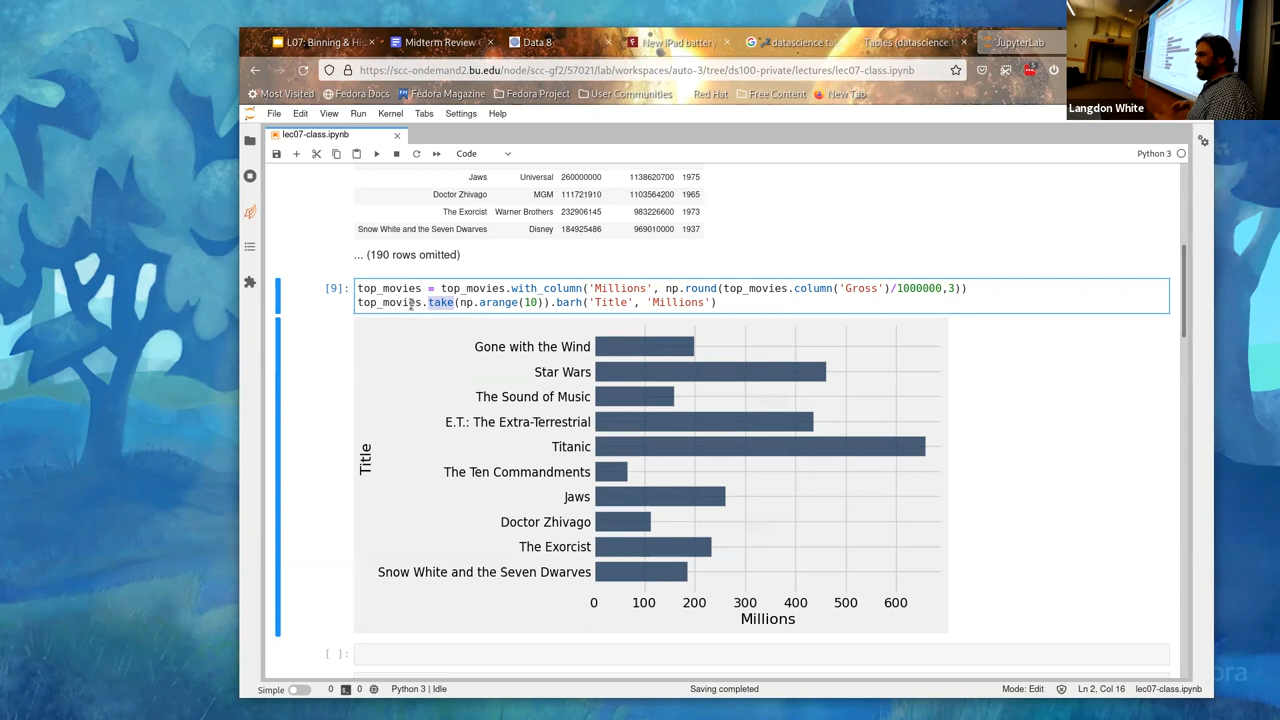 L07: Binning & Hi
Midterm Review
Data 8
New iPad battery
datascience tab
Tables (datascience.t
JupyterLab
https://scc-ondemand2.bu.edu/node/scc-gf2/57021/lab/workspaces/auto-3/tree/ds100-private/lectures/lec07-class.ipynb
Most Visited
Fedora Docs
Fedora Magazine
Fedora Project
User Communities
Red Hat
Free Content
New Tab
Langdon White
File Edit View Run Kernel Tabs Settings Help
lec07-class.ipynb
Code
Python 3
Jaws Universal 260000000 1138620700 1975
Doctor Zhivago MGM 111721910 1103564200 1965
The Exorcist Warner Brothers 232906145 983226600 1973
Snow White and the Seven Dwarves Disney 184925486 969010000 1937
... (190 rows omitted)
[9]: top_movies = top_movies.with_column('Millions', np.round(top_movies.column('Gross')/1000000,3))
top_movies.take(np.arange(10)).barh('Title', 'Millions')
Gone with the Wind
Star Wars
The Sound of Music
E.T.: The Extra-Terrestrial
Titanic
The Ten Commandments
Jaws
Doctor Zhivago
The Exorcist
Snow White and the Seven Dwarves
Title
0 100 200 300 400 500 600
Millions
[ ]:
Simple 0 0 Python 3 | Idle Saving completed Mode: Edit Ln 2, Col 16 lec07-class.ipynb